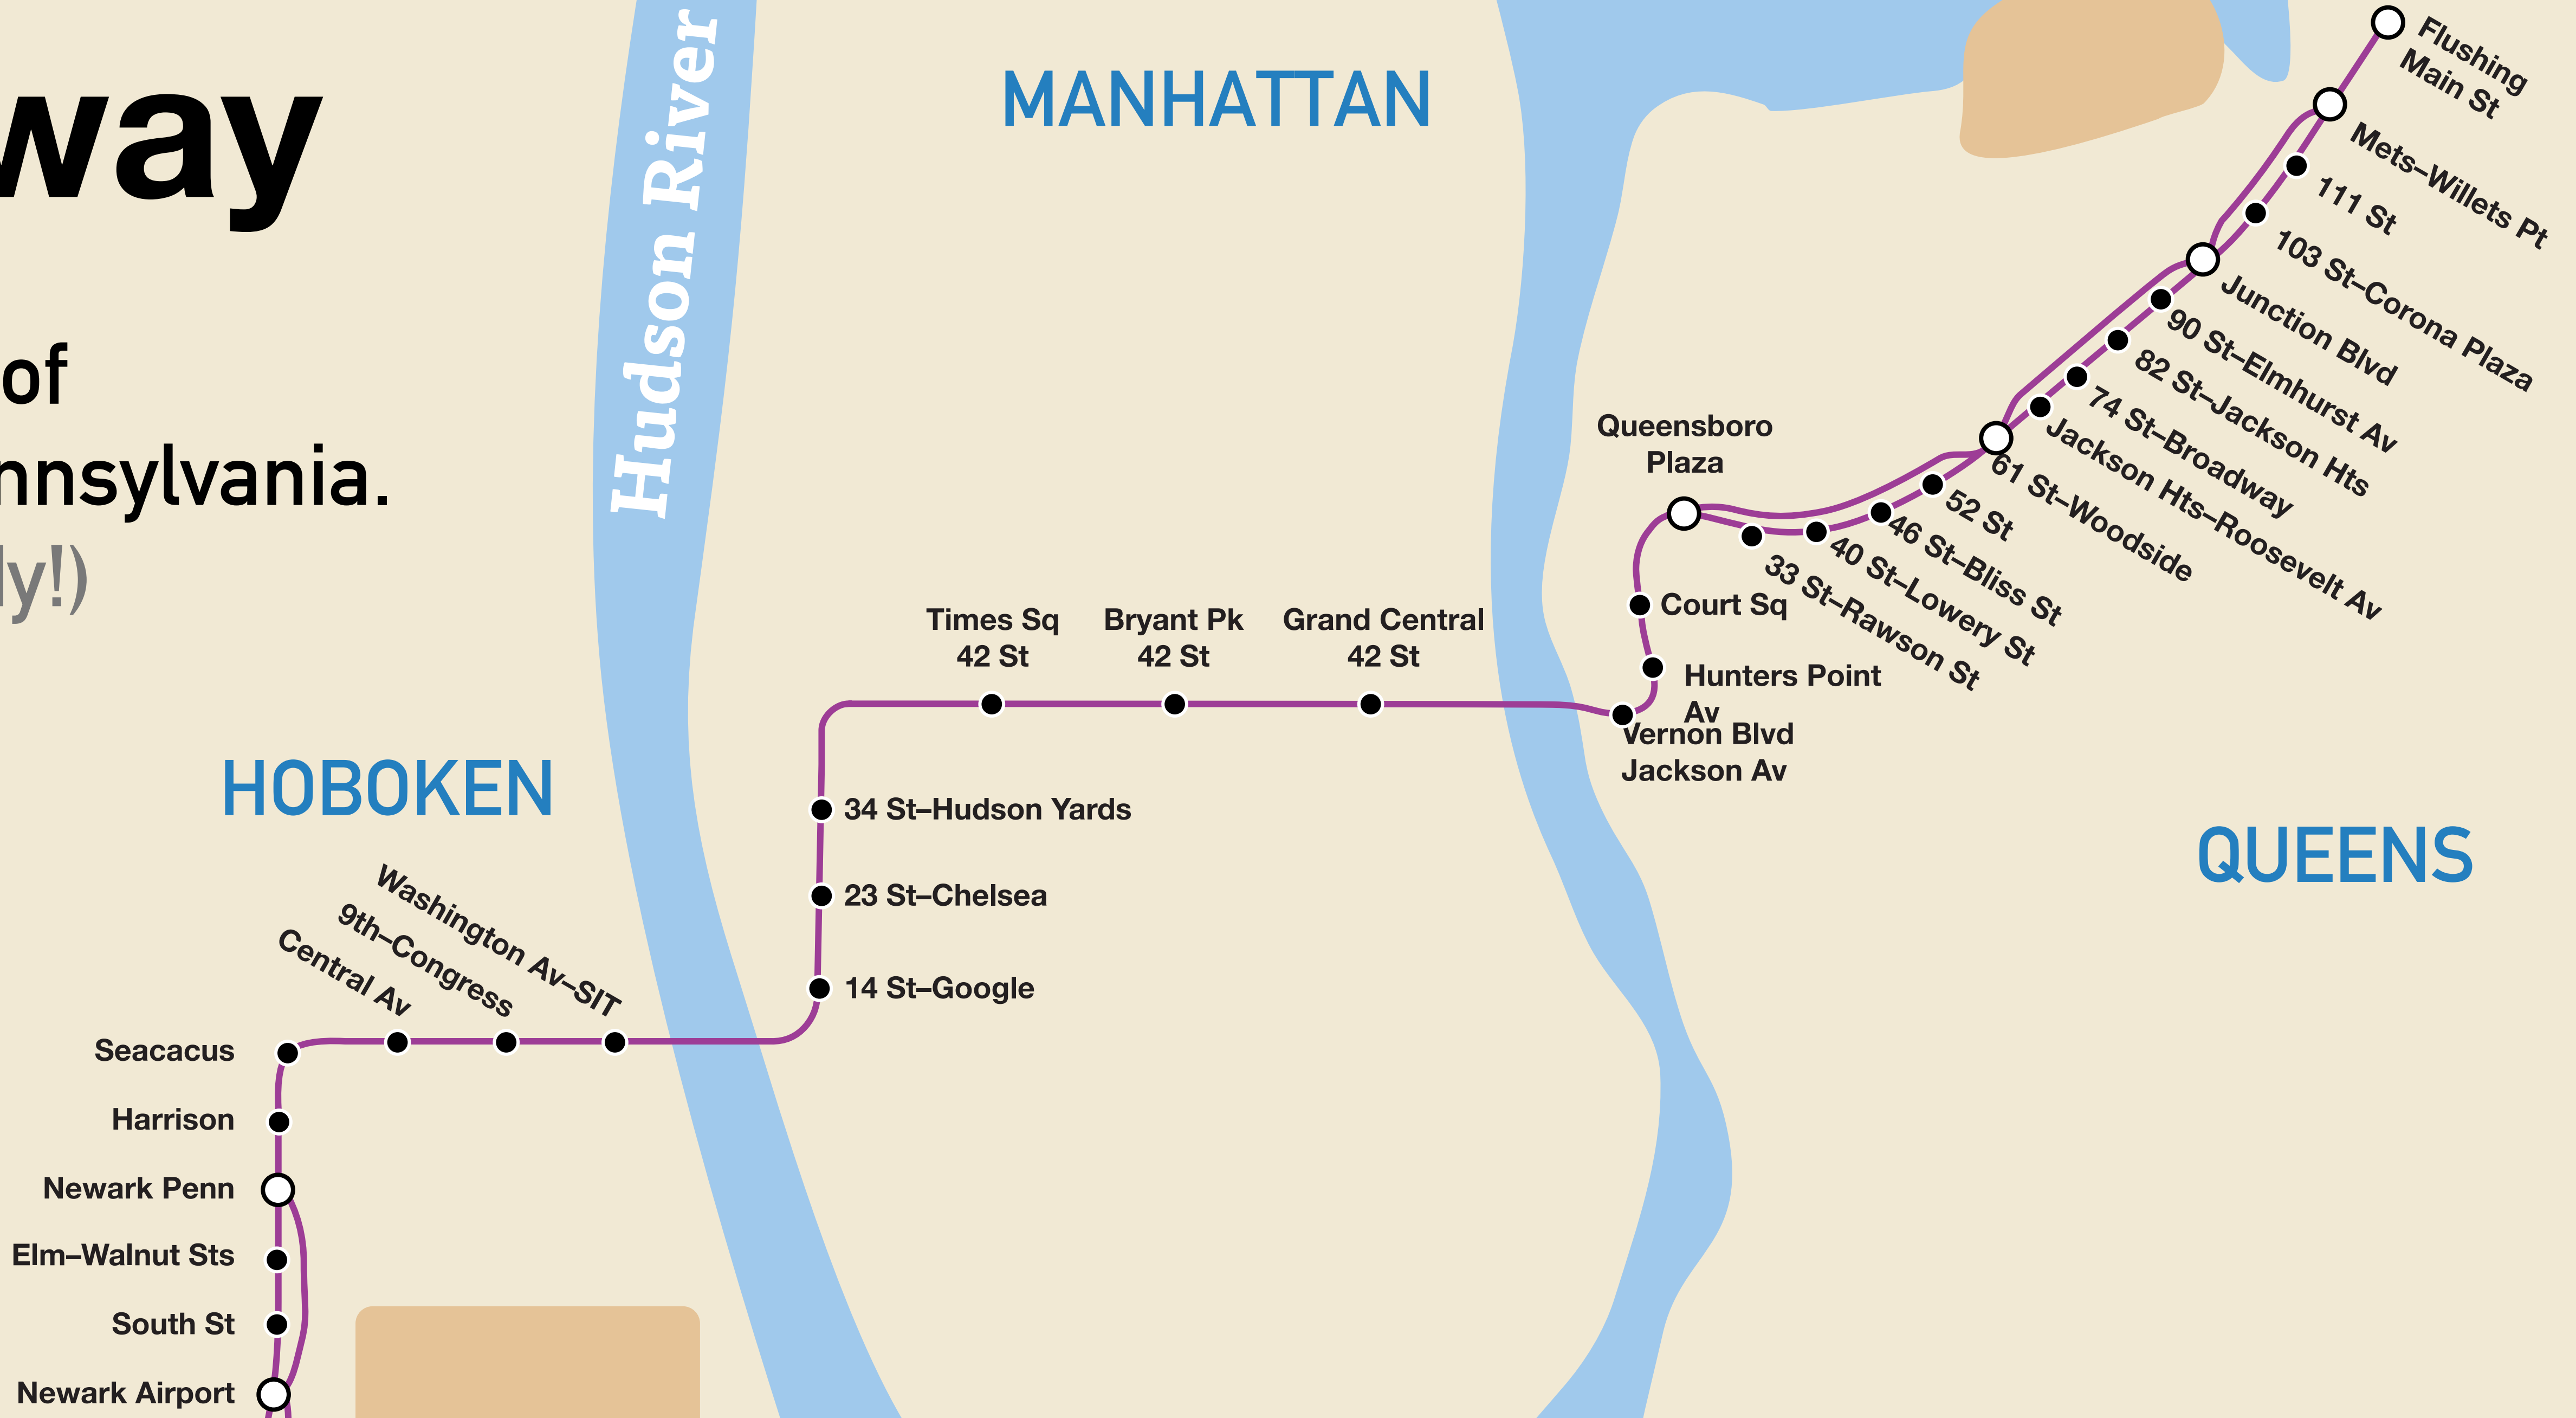 way
of
nnsylvania.
ly!)
Hudson River
MANHATTAN
Flushing
Main St
Mets–Willets Pt
111 St
103 St–Corona Plaza
Junction Blvd
90 St–Elmhurst Av
82 St–Jackson Hts
74 St–Broadway
Jackson Hts–Roosevelt Av
61 St–Woodside
52 St
46 St–Bliss St
40 St–Lowery St
33 St–Rawson St
Queensboro
Plaza
Court Sq
Hunters Point
Av
Vernon Blvd
Jackson Av
Grand Central
42 St
Bryant Pk
42 St
Times Sq
42 St
34 St–Hudson Yards
23 St–Chelsea
14 St–Google
QUEENS
HOBOKEN
Washington Av–SIT
9th–Congress
Central Av
Seacacus
Harrison
Newark Penn
Elm–Walnut Sts
South St
Newark Airport